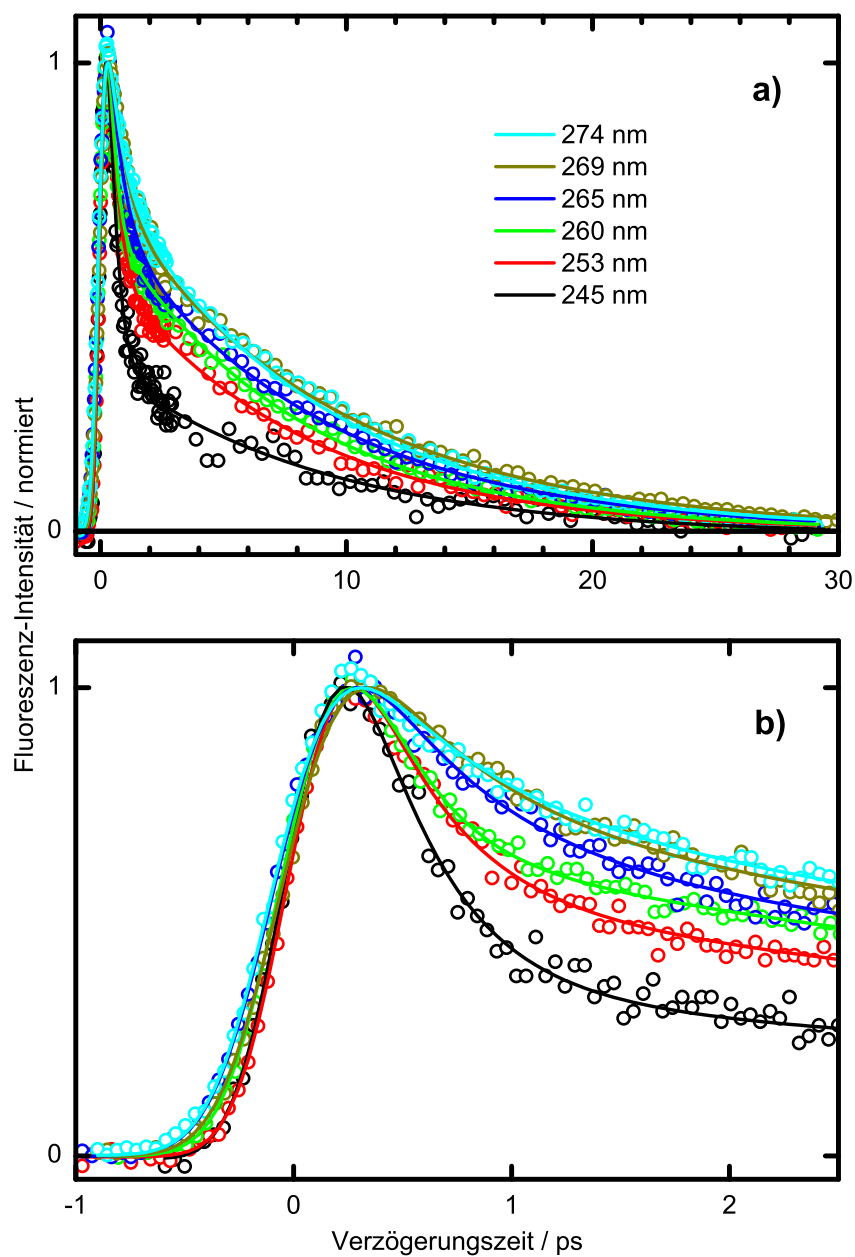 1
a)
274 nm
269 nm
265 nm
260 nm
253 nm
245 nm
0
0 10 20 30
Fluoreszenz-Intensität / normiert
1
b)
0
-1 0 1 2
Verzögerungszeit / ps